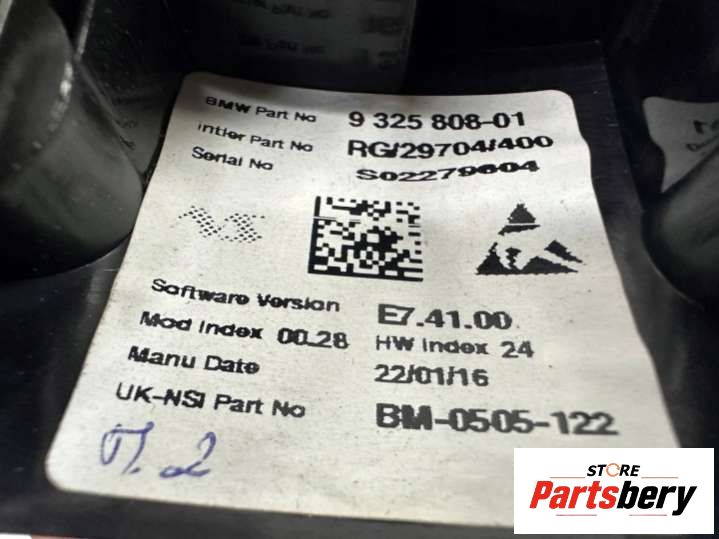 BMW Part No 9 325 808-01
Intier Part No RG/29704/400
Serial No S02279604
Software Version E7.41.00
Mod Index 00.28 HW Index 24
Manu Date 22/01/16
UK-NSI Part No BM-0505-122
STORE
Partsbery